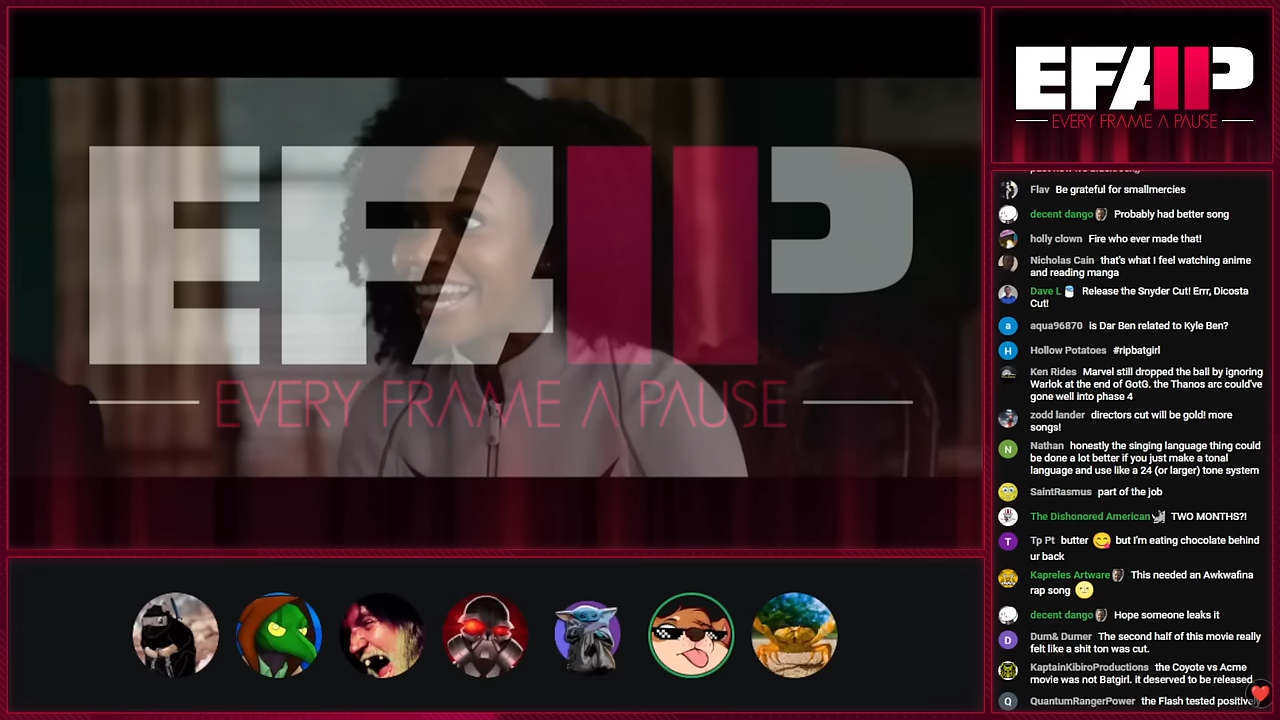 EFAP
EVERY FRAME A PAUSE
EFAP
EVERY FRAME A PAUSE
Flav Be grateful for smallmercies
decent dango Probably had better song
holly clown Fire who ever made that!
Nicholas Cain that's what I feel watching anime
and reading manga
Dave L Release the Snyder Cut! Errr, Dicosta
Cut!
a aqua96870 is Dar Ben related to Kyle Ben?
H Hollow Potatoes #ripbatgirl
Ken Rides Marvel still dropped the ball by ignoring
Warlok at the end of GotG. the Thanos arc could've
gone well into phase 4
zodd lander directors cut will be gold! more
songs!
N Nathan honestly the singing language thing could
be done a lot better if you just make a tonal
language and use like a 24 (or larger) tone system
SaintRasmus part of the job
The Dishonored American TWO MONTHS?!
T Tp Pt butter 😋 but I'm eating chocolate behind
ur back
Kapreles Artware This needed an Awkwafina
rap song
decent dango Hope someone leaks it
D Dum& Dumer The second half of this movie really
felt like a shit ton was cut.
KaptainKibiroProductions the Coyote vs Acme
movie was not Batgirl. it deserved to be released
Q QuantumRangerPower the Flash tested positively